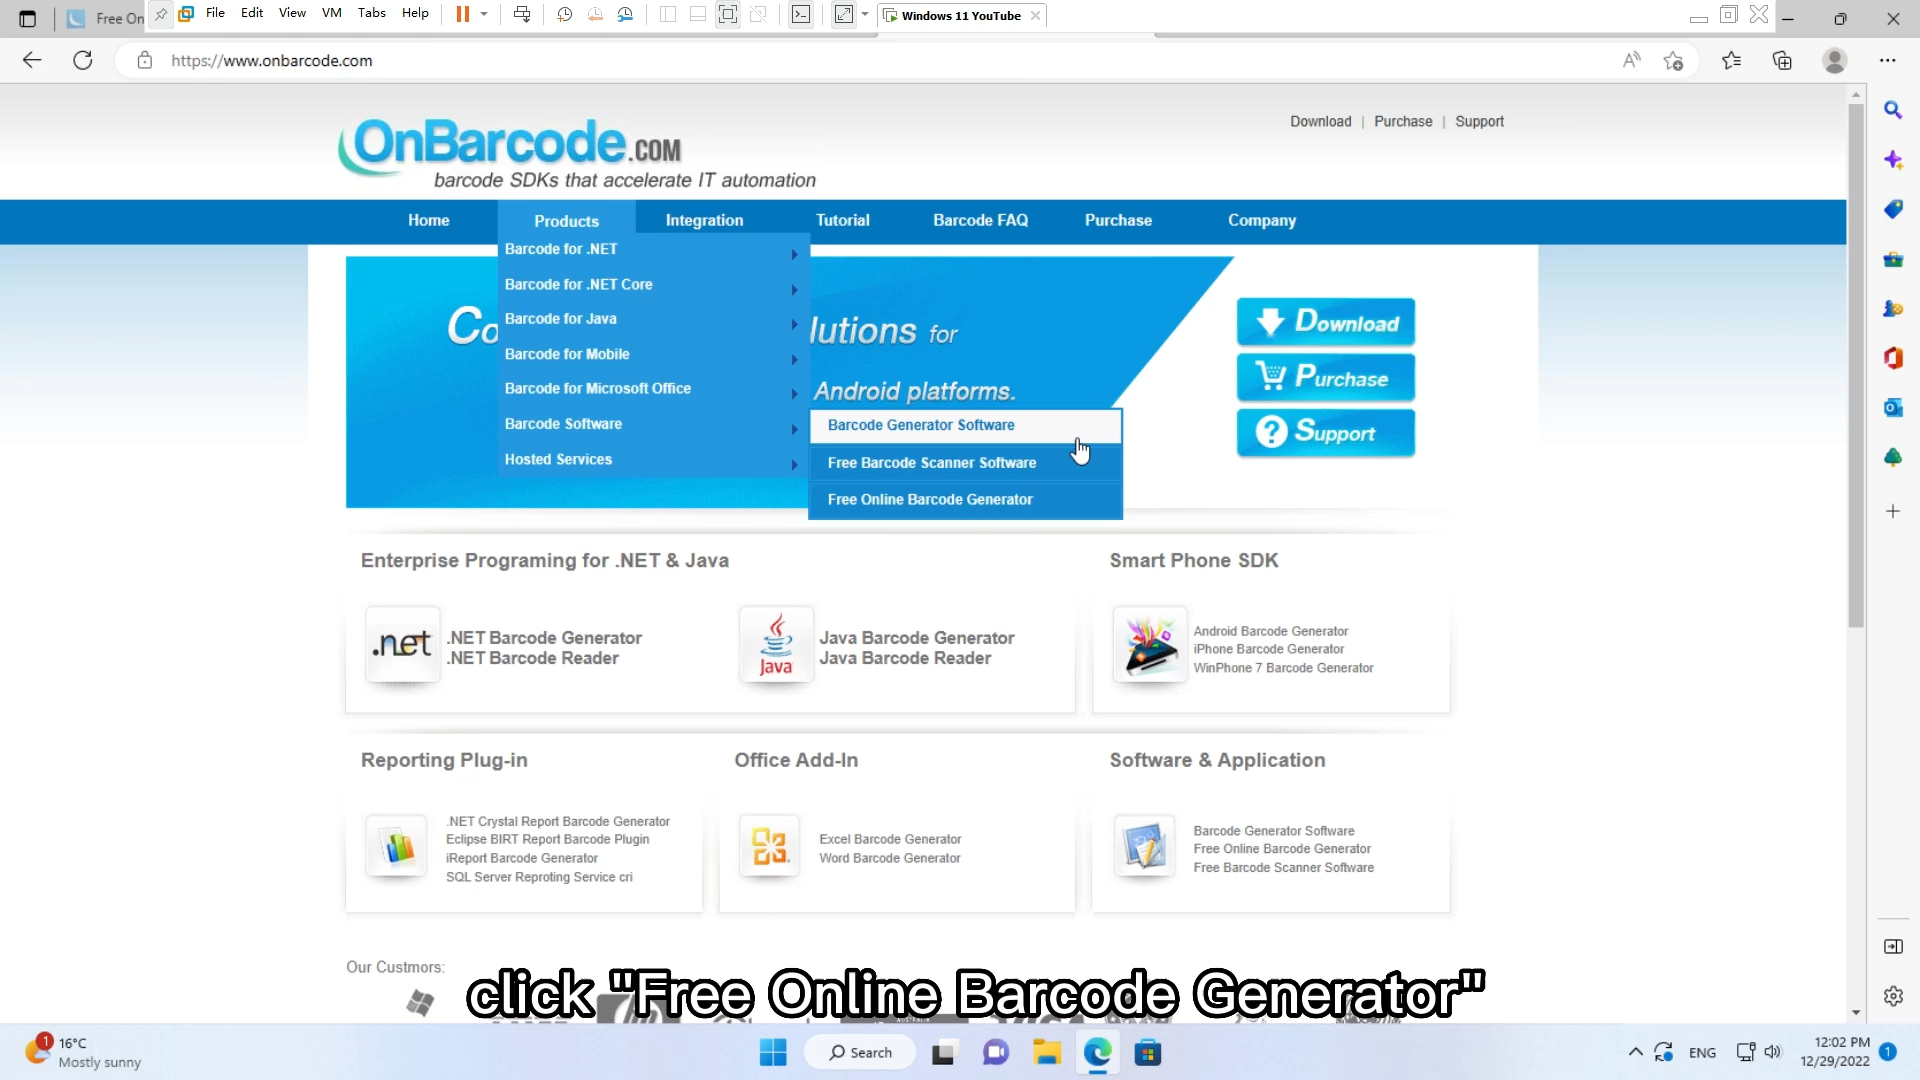 Free On
File Edit View VM Tabs Help
Windows 11 YouTube
https://www.onbarcode.com
Download | Purchase | Support
OnBarcode.COM
barcode SDKs that accelerate IT automation
Home Products Integration Tutorial Barcode FAQ Purchase Company
Barcode for .NET
Barcode for .NET Core
Barcode for Java
Barcode for Mobile
Barcode for Microsoft Office
Barcode Software
Hosted Services
Co
lutions for
Android platforms.
Barcode Generator Software
Free Barcode Scanner Software
Free Online Barcode Generator
Download
Purchase
Support
Enterprise Programing for .NET & Java
.net
.NET Barcode Generator
.NET Barcode Reader
Java
Java Barcode Generator
Java Barcode Reader
Smart Phone SDK
Android Barcode Generator
iPhone Barcode Generator
WinPhone 7 Barcode Generator
Reporting Plug-in
.NET Crystal Report Barcode Generator
Eclipse BIRT Report Barcode Plugin
iReport Barcode Generator
SQL Server Reproting Service cri
Office Add-In
Excel Barcode Generator
Word Barcode Generator
Software & Application
Barcode Generator Software
Free Online Barcode Generator
Free Barcode Scanner Software
Our Custmors:
click "Free Online Barcode Generator"
1
16°C
Mostly sunny
Search
ENG
12:02 PM
12/29/2022
1